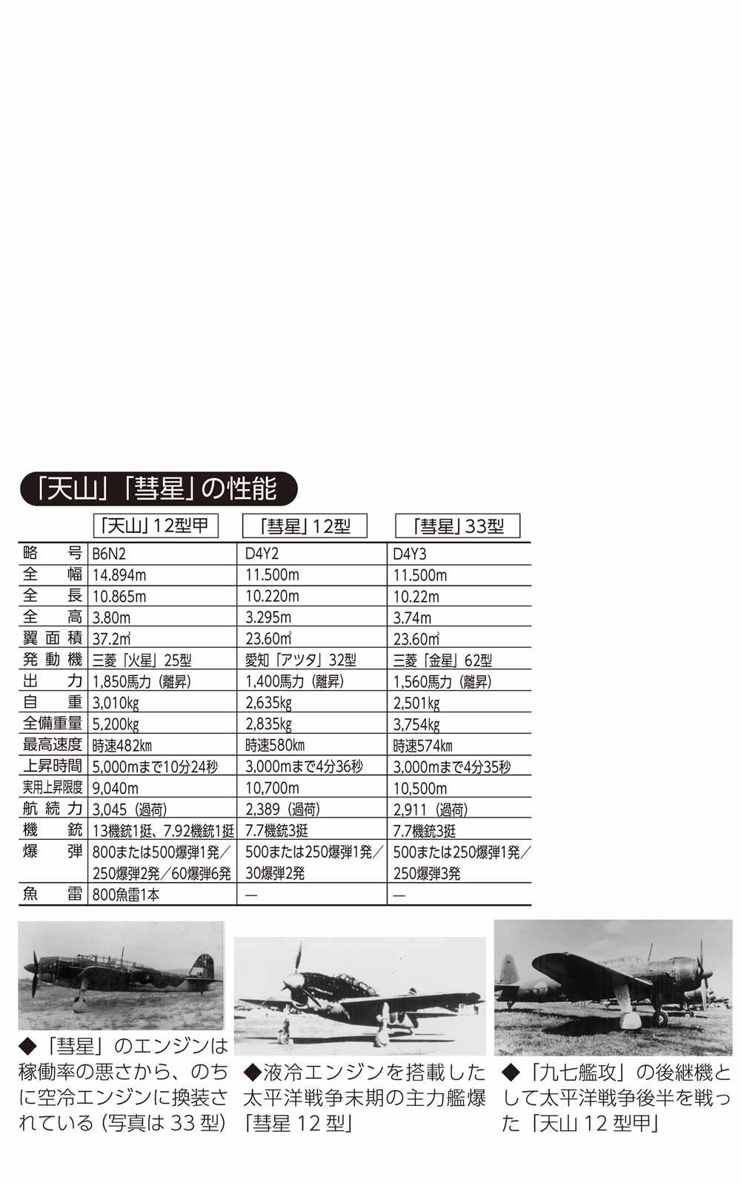 「天山」「彗星」の性能
「天山」12型甲 「彗星」12型 「彗星」33型
略号 B6N2 D4Y2 D4Y3
全幅 14.894m 11.500m 11.500m
全長 10.865m 10.220m 10.22m
全高 3.80m 3.295m 3.74m
翼面積 37.2㎡ 23.60㎡ 23.60㎡
発動機 三菱「火星」25型 愛知「アツタ」32型 三菱「金星」62型
出力 1,850馬力（離昇） 1,400馬力（離昇） 1,560馬力（離昇）
自重 3,010㎏ 2,635㎏ 2,501㎏
全備重量 5,200㎏ 2,835㎏ 3,754㎏
最高速度 時速482㎞ 時速580㎞ 時速574㎞
上昇時間 5,000mまで10分24秒 3,000mまで4分36秒 3,000mまで4分35秒
実用上昇限度 9,040m 10,700m 10,500m
航続力 3,045（過荷） 2,389（過荷） 2,911（過荷）
機銃 13機銃1挺、7.92機銃1挺 7.7機銃3挺 7.7機銃3挺
爆弾 800または500爆弾1発／ 500または250爆弾1発／ 500または250爆弾1発／
250爆弾2発／60爆弾6発 30爆弾2発 250爆弾3発
魚雷 800魚雷1本 — —
◆「彗星」のエンジンは
稼働率の悪さから、のち
に空冷エンジンに換装さ
れている（写真は33型）
◆液冷エンジンを搭載した
太平洋戦争末期の主力艦爆
「彗星12型」
◆「九七艦攻」の後継機と
して太平洋戦争後半を戦っ
た「天山12型甲」